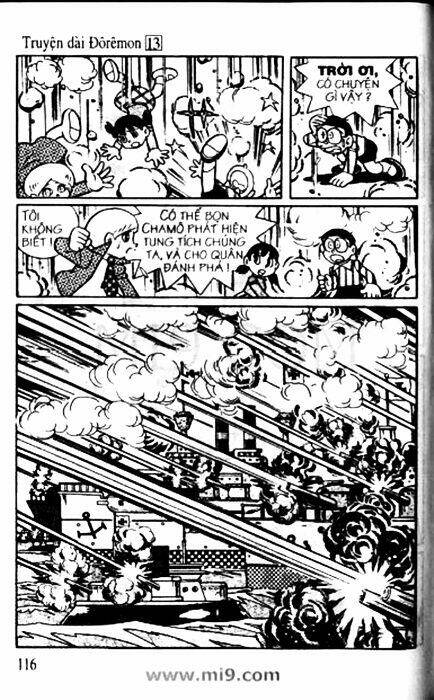 Truyện dài Đôrêmon 13
TRỜI ƠI,
CÓ CHUYỆN
GÌ VẬY ?
TÔI
KHÔNG
BIẾT !
CÓ THỂ BỌN
CHAMÔ PHÁT HIỆN
TUNG TÍCH CHÚNG
TA, VÀ CHO QUÂN
ĐÁNH PHÁ !
116
www.mi9.com